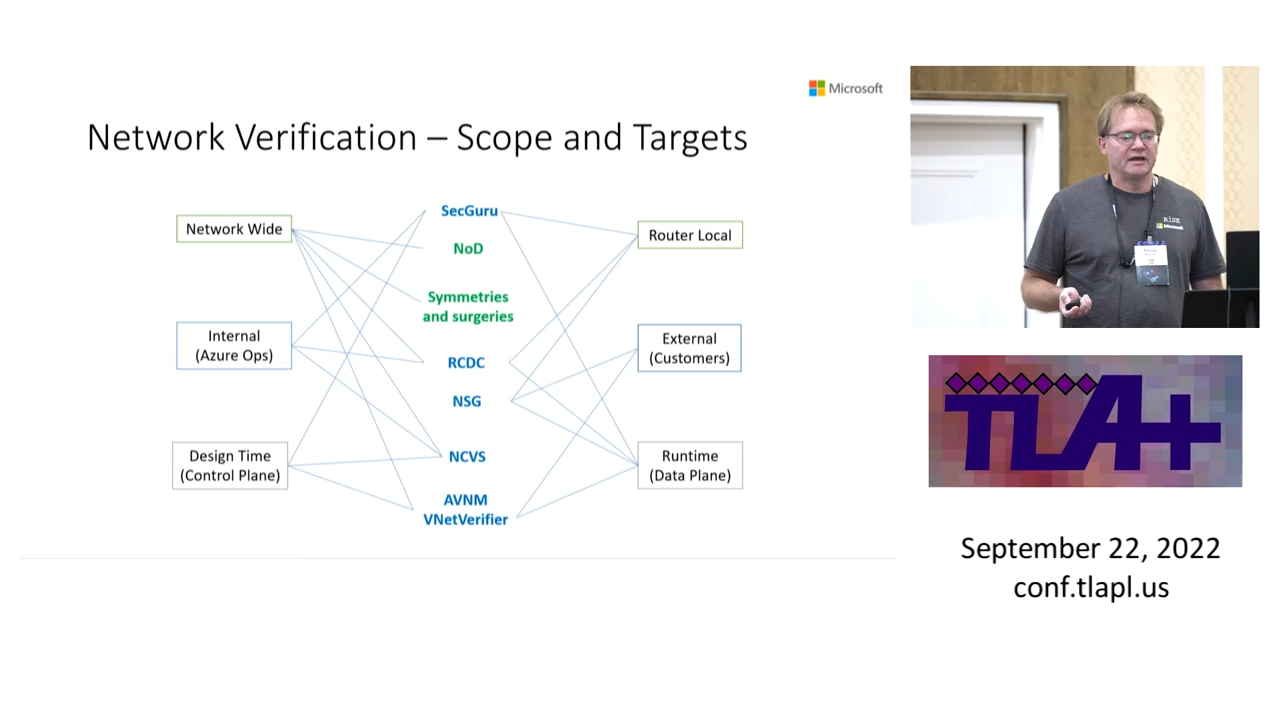 Microsoft
Network Verification – Scope and Targets
Network Wide
Internal
(Azure Ops)
Design Time
(Control Plane)
SecGuru
NoD
Symmetries
and surgeries
RCDC
NSG
NCVS
AVNM
VNetVerifier
Router Local
External
(Customers)
Runtime
(Data Plane)
RiSE
Microsoft
TLA+
September 22, 2022
conf.tlapl.us